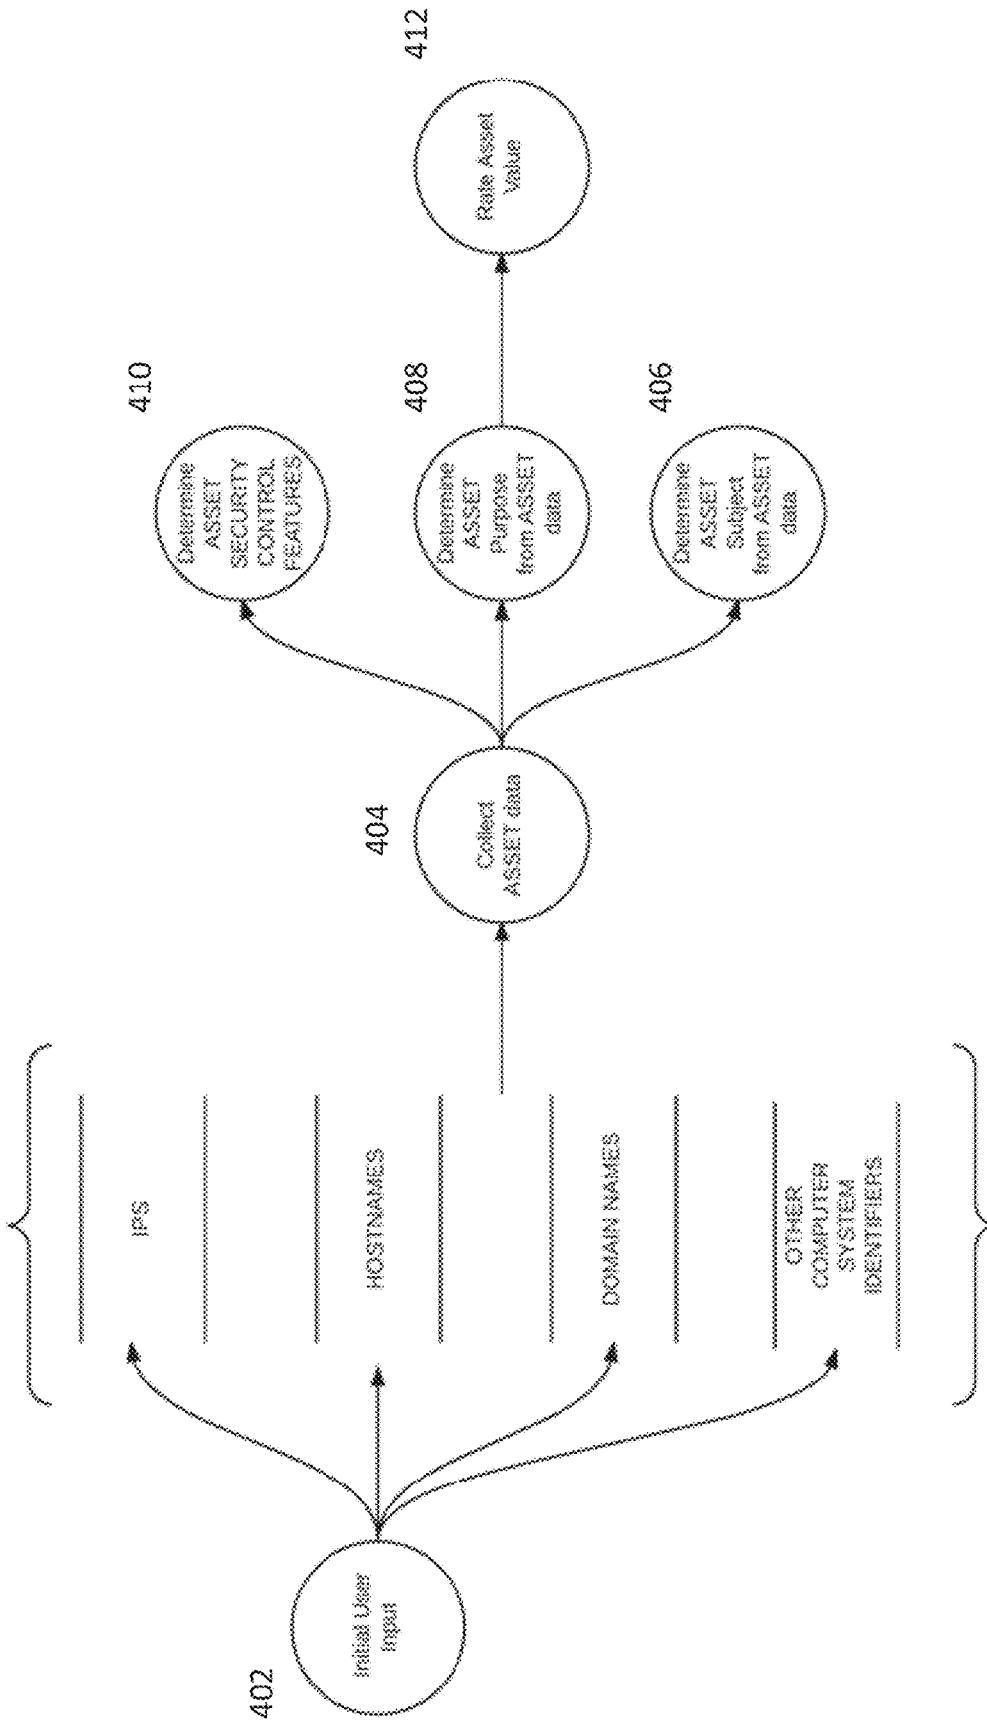 402
Initial User
Input
IPS
HOSTNAMES
DOMAIN NAMES
OTHER
COMPUTER
SYSTEM
IDENTIFIERS
404
Collect
ASSET data
410
Determine
ASSET
SECURITY
CONTROL
FEATURES
408
Determine
ASSET
Purpose
from ASSET
data
406
Determine
ASSET
Subject
from ASSET
data
412
Rate Asset
Value